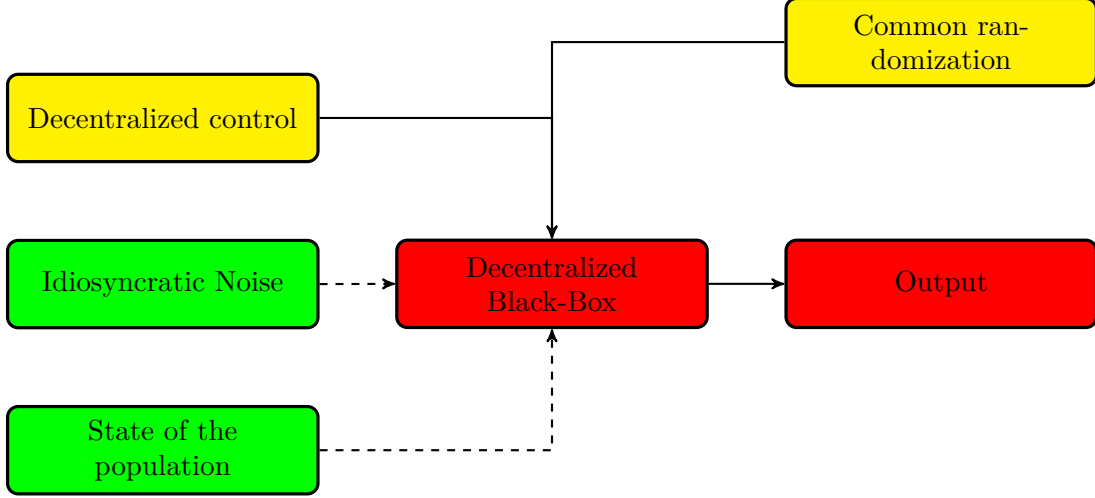 Common ran-
domization
Decentralized control
Idiosyncratic Noise
Decentralized
Black-Box
Output
State of the
population